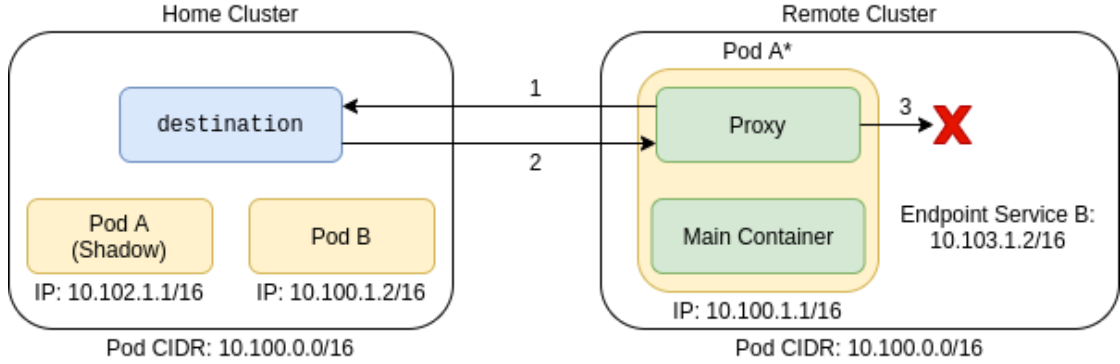 Home Cluster
Remote Cluster
Pod A*
destination
1
2
Proxy
3
X
Pod A
(Shadow)
Pod B
Main Container
Endpoint Service B:
10.103.1.2/16
IP: 10.102.1.1/16
IP: 10.100.1.2/16
IP: 10.100.1.1/16
Pod CIDR: 10.100.0.0/16
Pod CIDR: 10.100.0.0/16